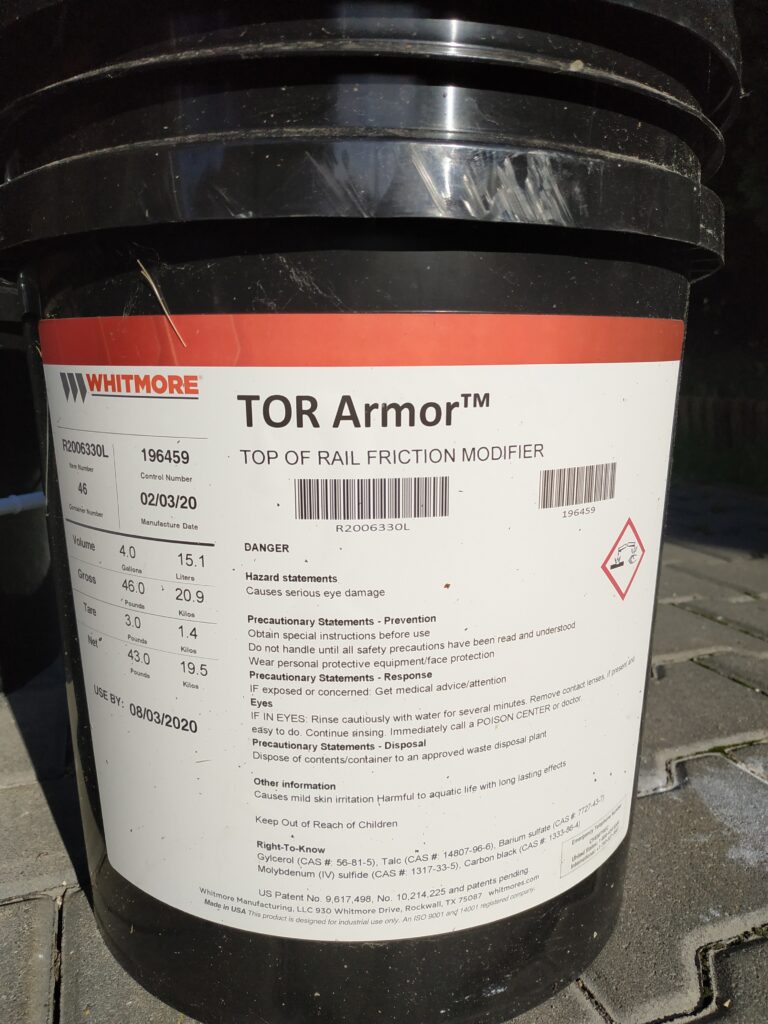 WHITMORE®
TOR Armor™
TOP OF RAIL FRICTION MODIFIER
R2006330L
Item Number
46
Container Number
196459
Control Number
02/03/20
Manufacture Date
R2006330L
196459
Volume 4.0 15.1
Gallons Liters
Gross 46.0 20.9
Pounds Kilos
Tare 3.0 1.4
Pounds Kilos
Net 43.0 19.5
Pounds Kilos
USE BY: 08/03/2020
DANGER
Hazard statements
Causes serious eye damage
Precautionary Statements - Prevention
Obtain special instructions before use
Do not handle until all safety precautions have been read and understood
Wear personal protective equipment/face protection
Precautionary Statements - Response
IF exposed or concerned: Get medical advice/attention
Eyes
IF IN EYES: Rinse cautiously with water for several minutes. Remove contact lenses, if present and
easy to do. Continue rinsing. Immediately call a POISON CENTER or doctor
Precautionary Statements - Disposal
Dispose of contents/container to an approved waste disposal plant
Other information
Causes mild skin irritation Harmful to aquatic life with long lasting effects
Keep Out of Reach of Children
Right-To-Know
Gylcerol (CAS #: 56-81-5), Talc (CAS #: 14807-96-6), Barium sulfate (CAS #: 7727-43-7)
Molybdenum (IV) sulfide (CAS #: 1317-33-5), Carbon black (CAS #: 1333-86-4)
Emergency Telephone Number
US Patent No. 9,617,498, No. 10,214,225 and patents pending.
Whitmore Manufacturing, LLC 930 Whitmore Drive, Rockwall, TX 75087 whitmores.com
Made in USA This product is designed for industrial use only. An ISO 9001 and 14001 registered company.